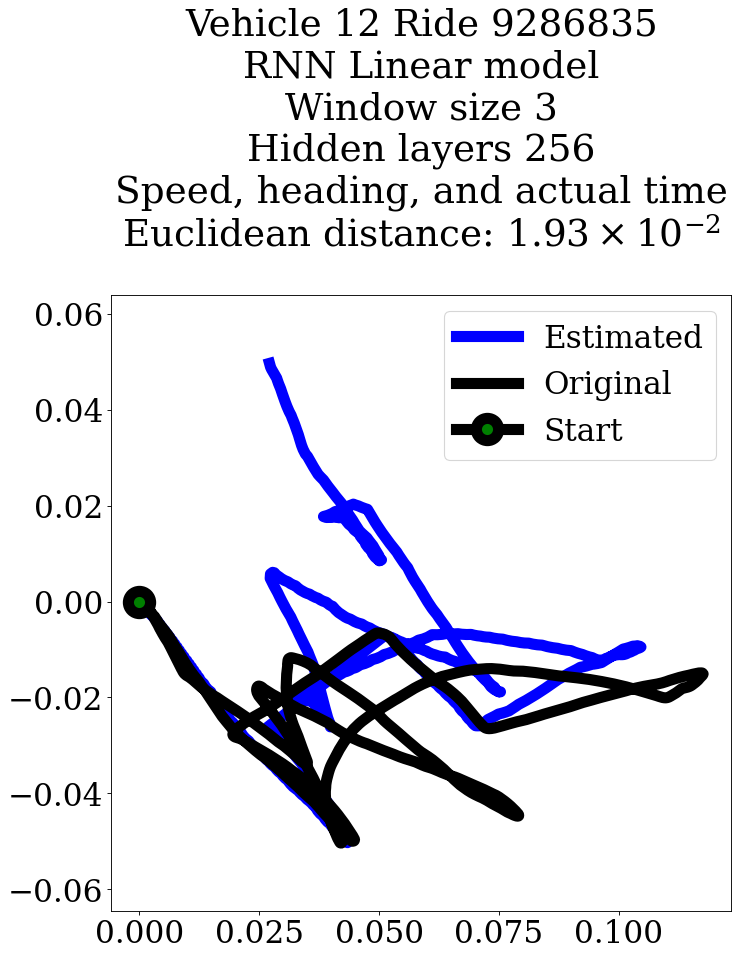 Vehicle 12 Ride 9286835
RNN Linear model
Window size 3
Hidden layers 256
Speed, heading, and actual time
Euclidean distance: 1.93 × 10⁻²
Estimated
Original
Start
0.06
0.04
0.02
0.00
−0.02
−0.04
−0.06
0.000 0.025 0.050 0.075 0.100